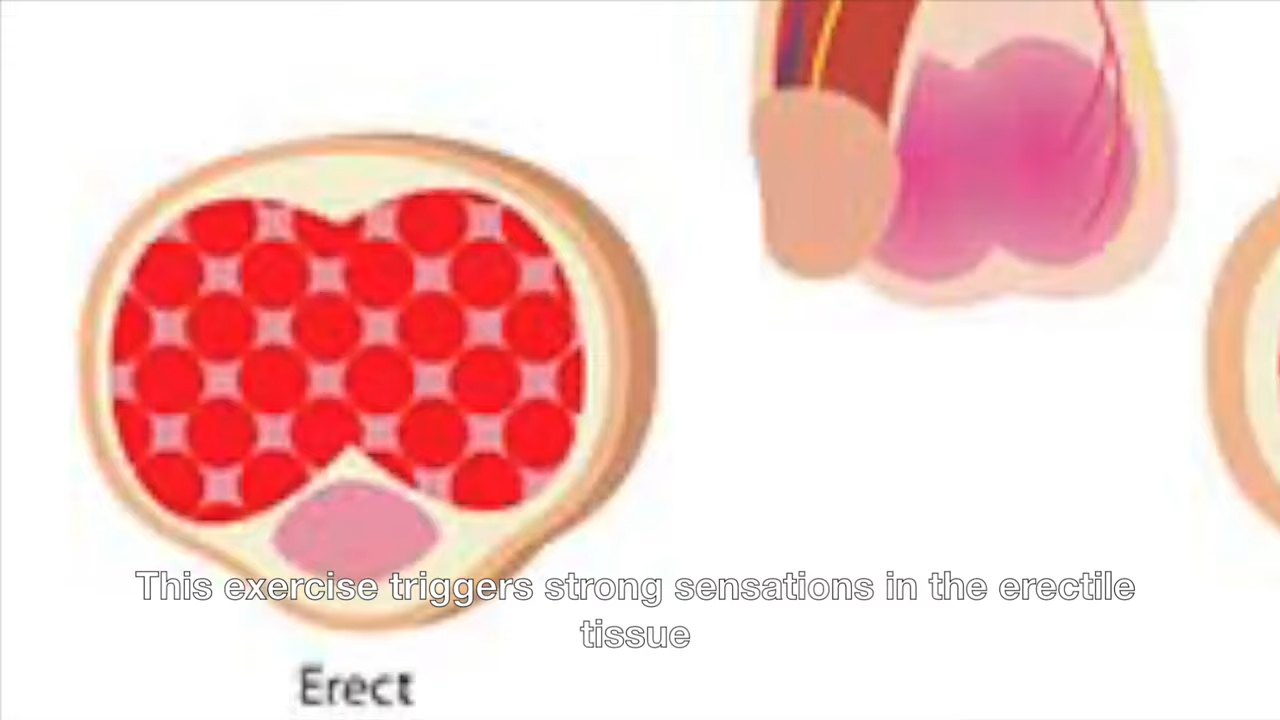 This exercise triggers strong sensations in the erectile
tissue
Erect